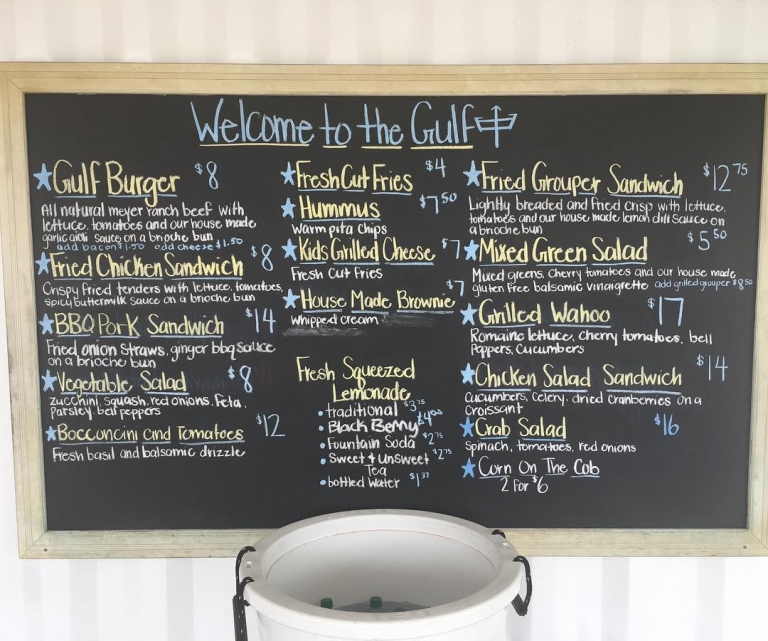 Welcome to the Gulf
Gulf Burger $8
All natural meyer ranch beef with
lettuce, tomatoes and our house made
garlic aioli sauce on a brioche bun
add bacon $1.50 add cheese $1.50
Fried Chicken Sandwich $8
Crispy fried tenders with lettuce, tomatoes,
spicy buttermilk sauce on a brioche bun
BBQ Pork Sandwich $14
Fried onion straws, ginger bbq sauce
on a brioche bun
Vegetable Salad $8
zucchini, squash, red onions, feta,
Parsley, bell peppers
Bocconcini and Tomatoes $12
Fresh basil and balsamic drizzle
Fresh Cut Fries $4
Hummus $7.50
warm pita chips
Kids Grilled Cheese $7
Fresh Cut Fries
House Made Brownie $7
whipped cream
Fresh Squeezed
Lemonade
• traditional $3.75
• Black Berry $4.00
• Fountain Soda $2.75
• Sweet & Unsweet $2.75
Tea
• bottled water $1.37
Fried Grouper Sandwich $12.75
Lightly breaded and fried crisp with lettuce,
tomatoes and our house made lemon dill sauce on
a brioche bun
Mixed Green Salad $5.50
Mixed greens, cherry tomatoes and our house made
gluten free balsamic vinaigrette add grilled grouper $8.50
Grilled Wahoo $17
Romaine lettuce, cherry tomatoes, bell
Peppers, cucumbers
Chicken Salad Sandwich $14
Cucumbers, celery, dried cranberries on a
croissant
Crab Salad $16
Spinach, tomatoes, red onions
Corn On The Cob
2 for $6